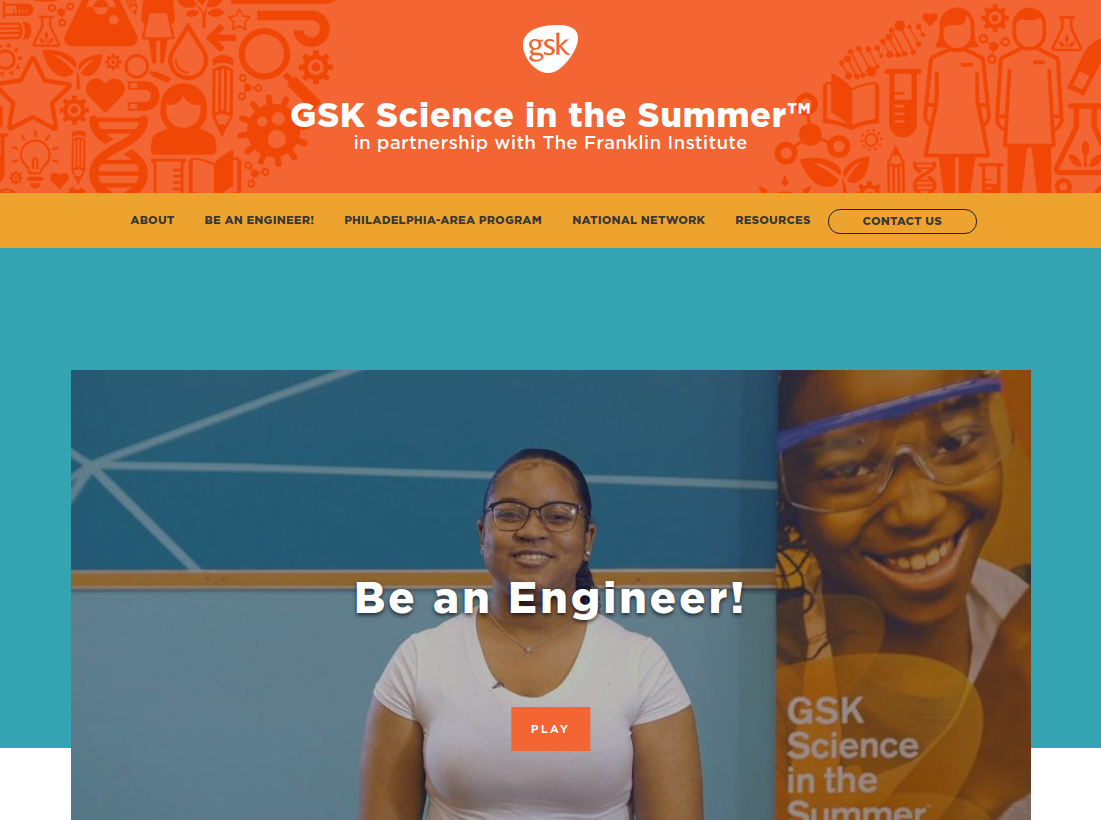 gsk
GSK Science in the Summer™
in partnership with The Franklin Institute
ABOUT BE AN ENGINEER! PHILADELPHIA-AREA PROGRAM NATIONAL NETWORK RESOURCES CONTACT US
Be an Engineer!
PLAY
GSK
Science
in the
Summer™